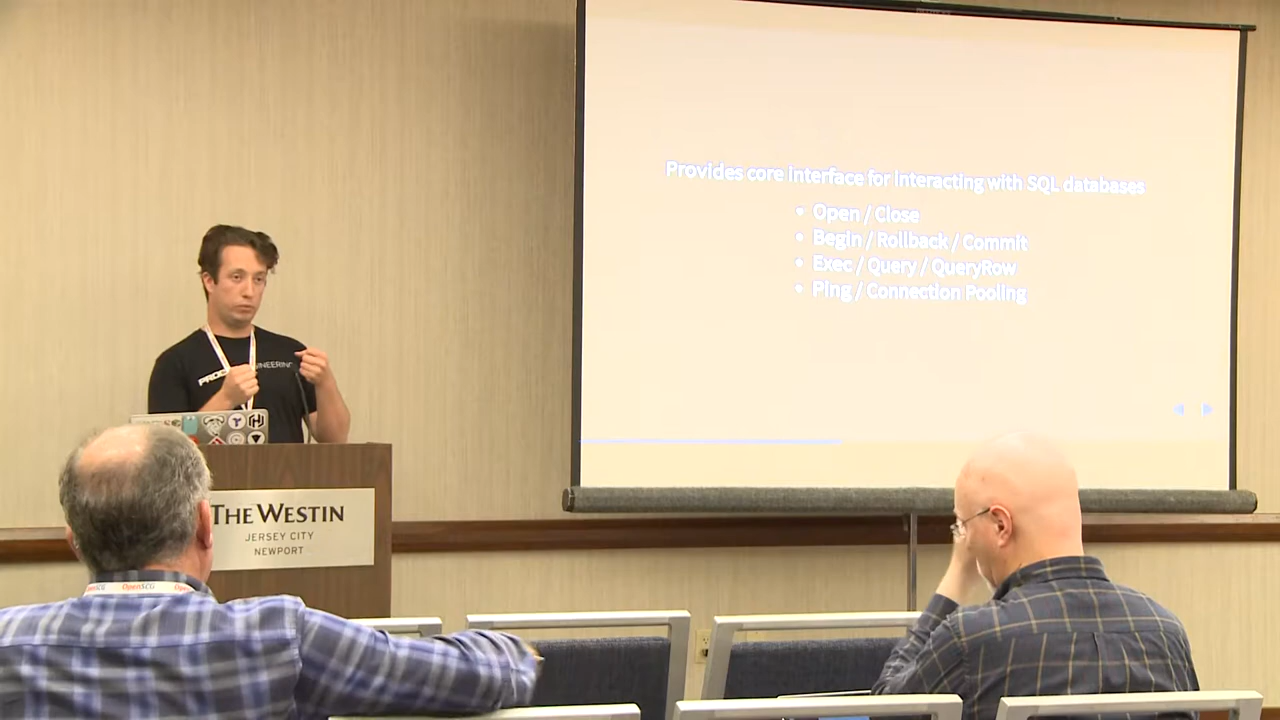 Provides core interface for interacting with SQL databases
• Open / Close
• Begin / Rollback / Commit
• Exec / Query / QueryRow
• Ping / Connection Pooling
THE WESTIN
JERSEY CITY
NEWPORT
OpenSCG